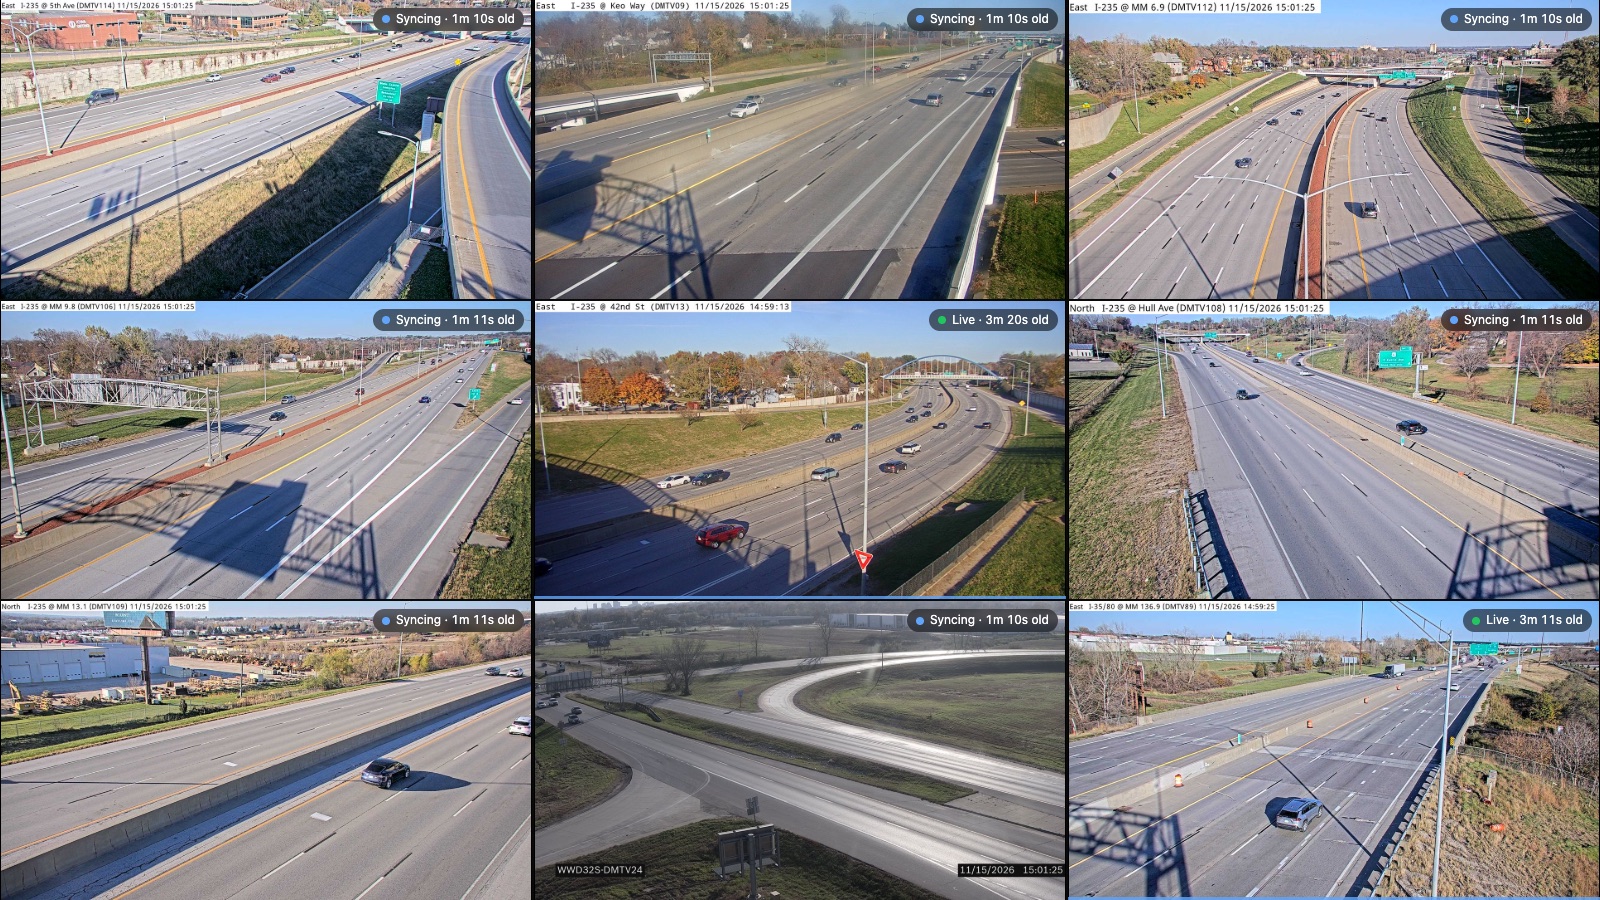 East I-235 @ 5th Ave (DMTV114) 11/15/2026 15:01:25
Syncing · 1m 10s old
East I-235 @ Keo Way (DMTV09) 11/15/2026 15:01:25
Syncing · 1m 10s old
East I-235 @ MM 6.9 (DMTV112) 11/15/2026 15:01:25
Syncing · 1m 10s old
East I-235 @ MM 9.8 (DMTV106) 11/15/2026 15:01:25
Syncing · 1m 11s old
East I-235 @ 42nd St (DMTV13) 11/15/2026 14:59:13
Live · 3m 20s old
North I-235 @ Hull Ave (DMTV108) 11/15/2026 15:01:25
Syncing · 1m 11s old
North I-235 @ MM 13.1 (DMTV109) 11/15/2026 15:01:25
Syncing · 1m 11s old
Syncing · 1m 10s old
WWD32S-DMTV24
11/15/2026 15:01:25
East I-35/80 @ MM 136.9 (DMTV89) 11/15/2026 14:59:25
Live · 3m 11s old